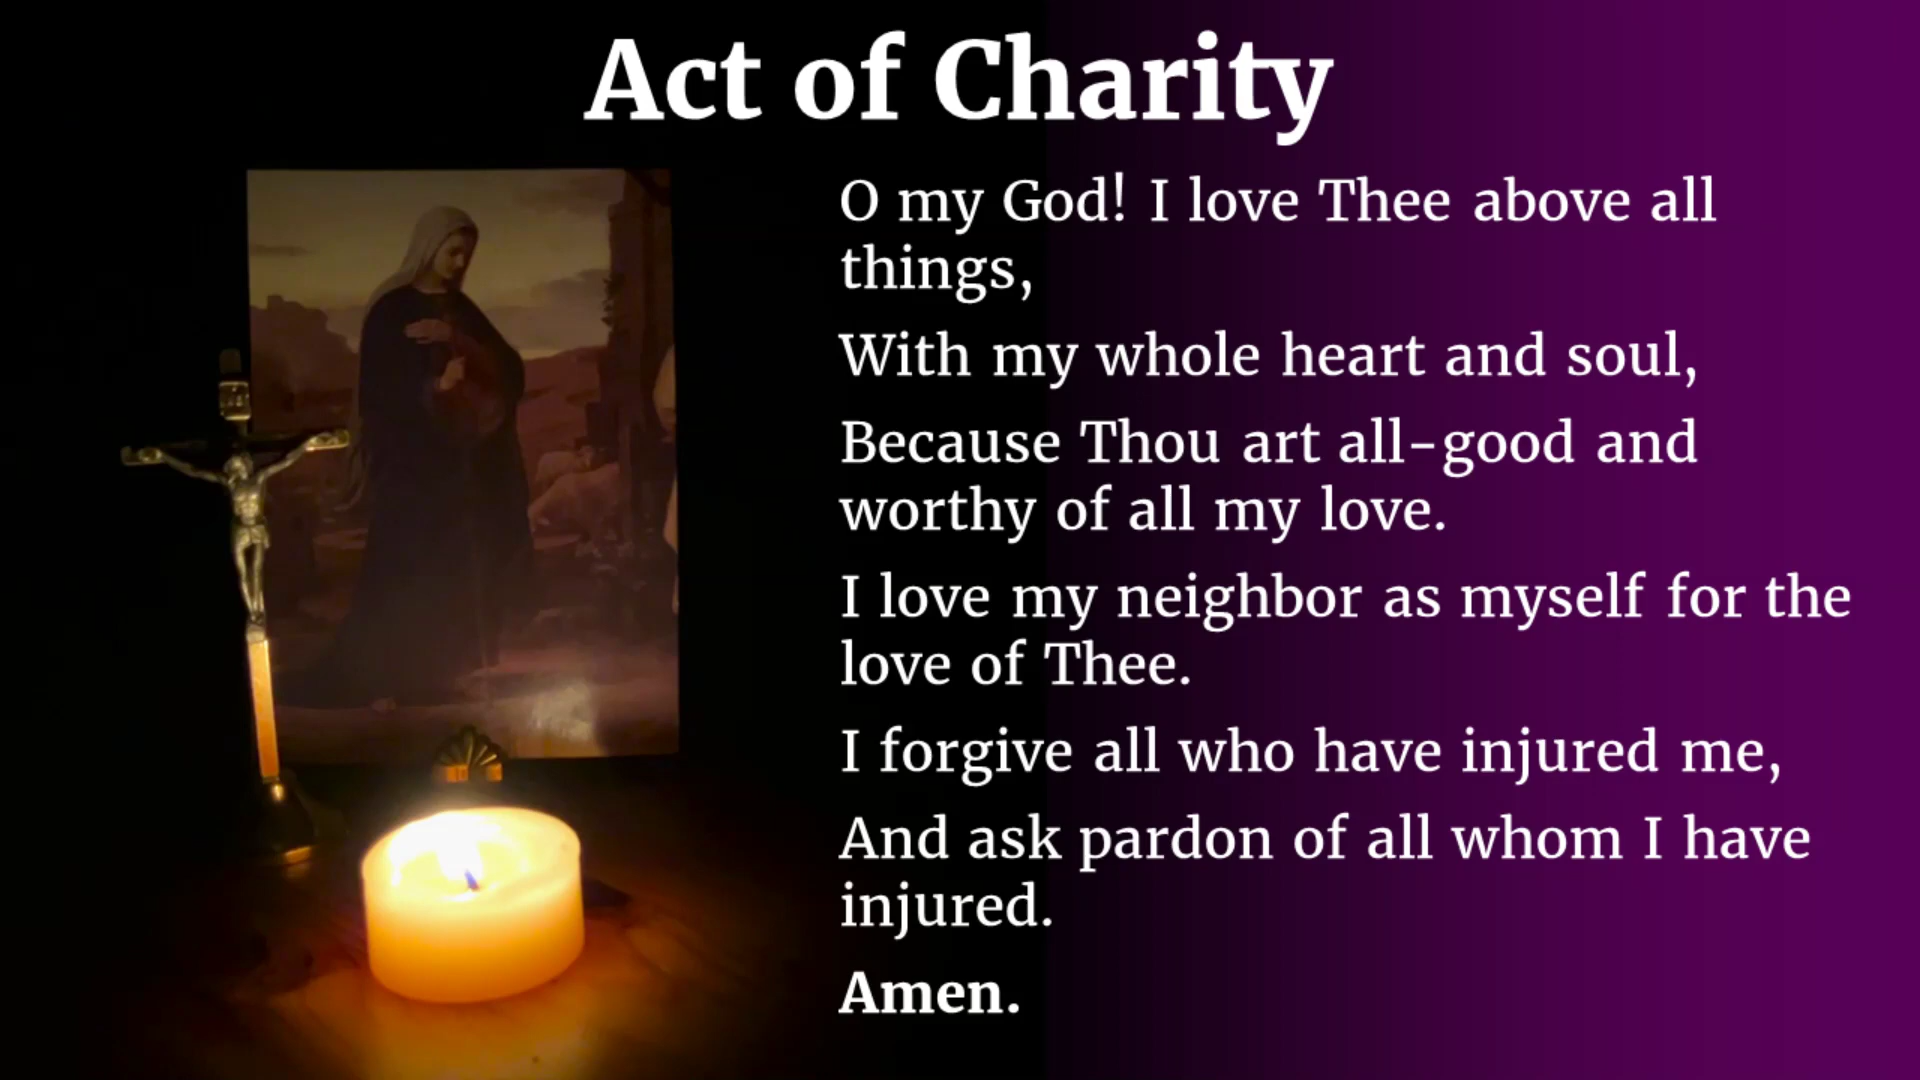 Act of Charity
O my God! I love Thee above all
things,
With my whole heart and soul,
Because Thou art all-good and
worthy of all my love.
I love my neighbor as myself for the
love of Thee.
I forgive all who have injured me,
And ask pardon of all whom I have
injured.
Amen.